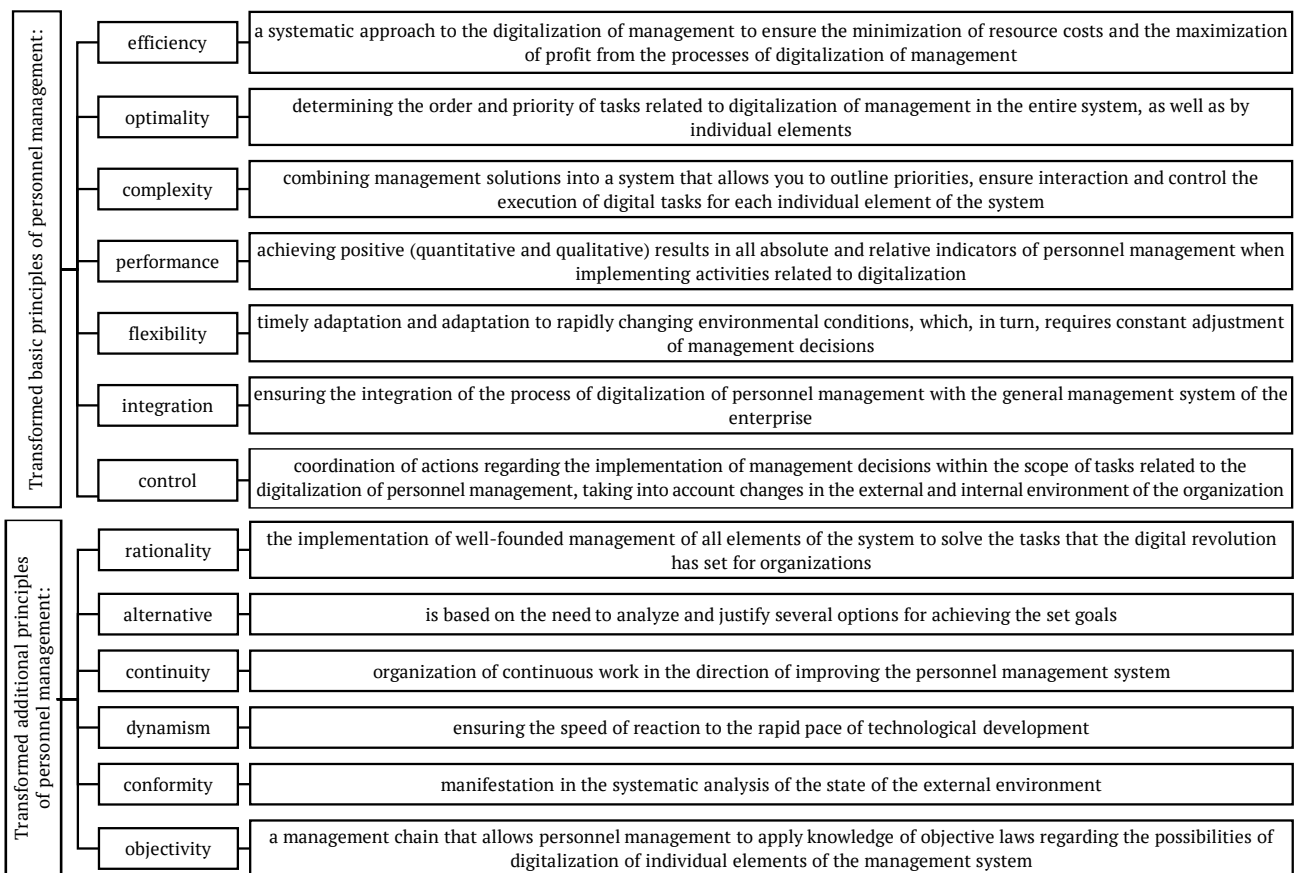 Transformed basic principles of personnel management:
efficiency
a systematic approach to the digitalization of management to ensure the minimization of resource costs and the maximization
of profit from the processes of digitalization of management
optimality
determining the order and priority of tasks related to digitalization of management in the entire system, as well as by
individual elements
complexity
combining management solutions into a system that allows you to outline priorities, ensure interaction and control the
execution of digital tasks for each individual element of the system
performance
achieving positive (quantitative and qualitative) results in all absolute and relative indicators of personnel management when
implementing activities related to digitalization
flexibility
timely adaptation and adaptation to rapidly changing environmental conditions, which, in turn, requires constant adjustment
of management decisions
integration
ensuring the integration of the process of digitalization of personnel management with the general management system of the
enterprise
control
coordination of actions regarding the implementation of management decisions within the scope of tasks related to the
digitalization of personnel management, taking into account changes in the external and internal environment of the organization
Transformed additional principles
of personnel management:
rationality
the implementation of well-founded management of all elements of the system to solve the tasks that the digital revolution
has set for organizations
alternative
is based on the need to analyze and justify several options for achieving the set goals
continuity
organization of continuous work in the direction of improving the personnel management system
dynamism
ensuring the speed of reaction to the rapid pace of technological development
conformity
manifestation in the systematic analysis of the state of the external environment
objectivity
a management chain that allows personnel management to apply knowledge of objective laws regarding the possibilities of
digitalization of individual elements of the management system